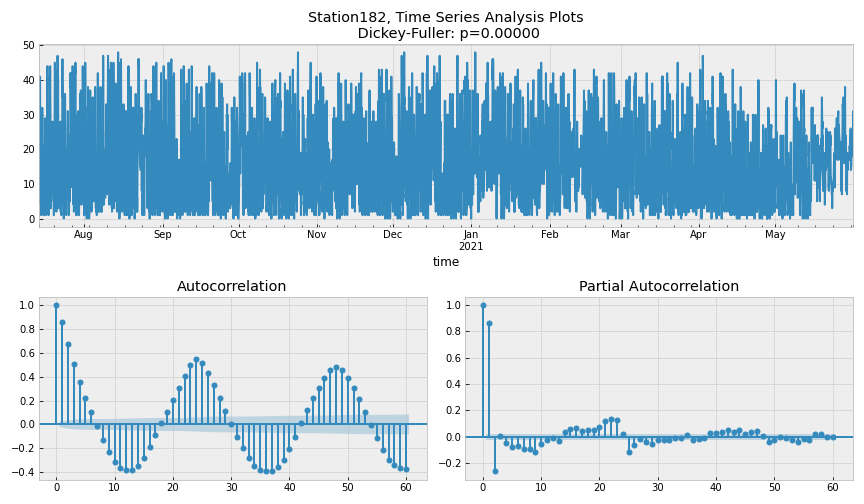 Station182, Time Series Analysis Plots
Dickey-Fuller: p=0.00000
50
40
30
20
10
0
Aug Sep Oct Nov Dec Jan Feb Mar Apr May
2021
time
Autocorrelation
1.0
0.8
0.6
0.4
0.2
0.0
−0.2
−0.4
0 10 20 30 40 50 60
Partial Autocorrelation
1.0
0.8
0.6
0.4
0.2
0.0
−0.2
0 10 20 30 40 50 60